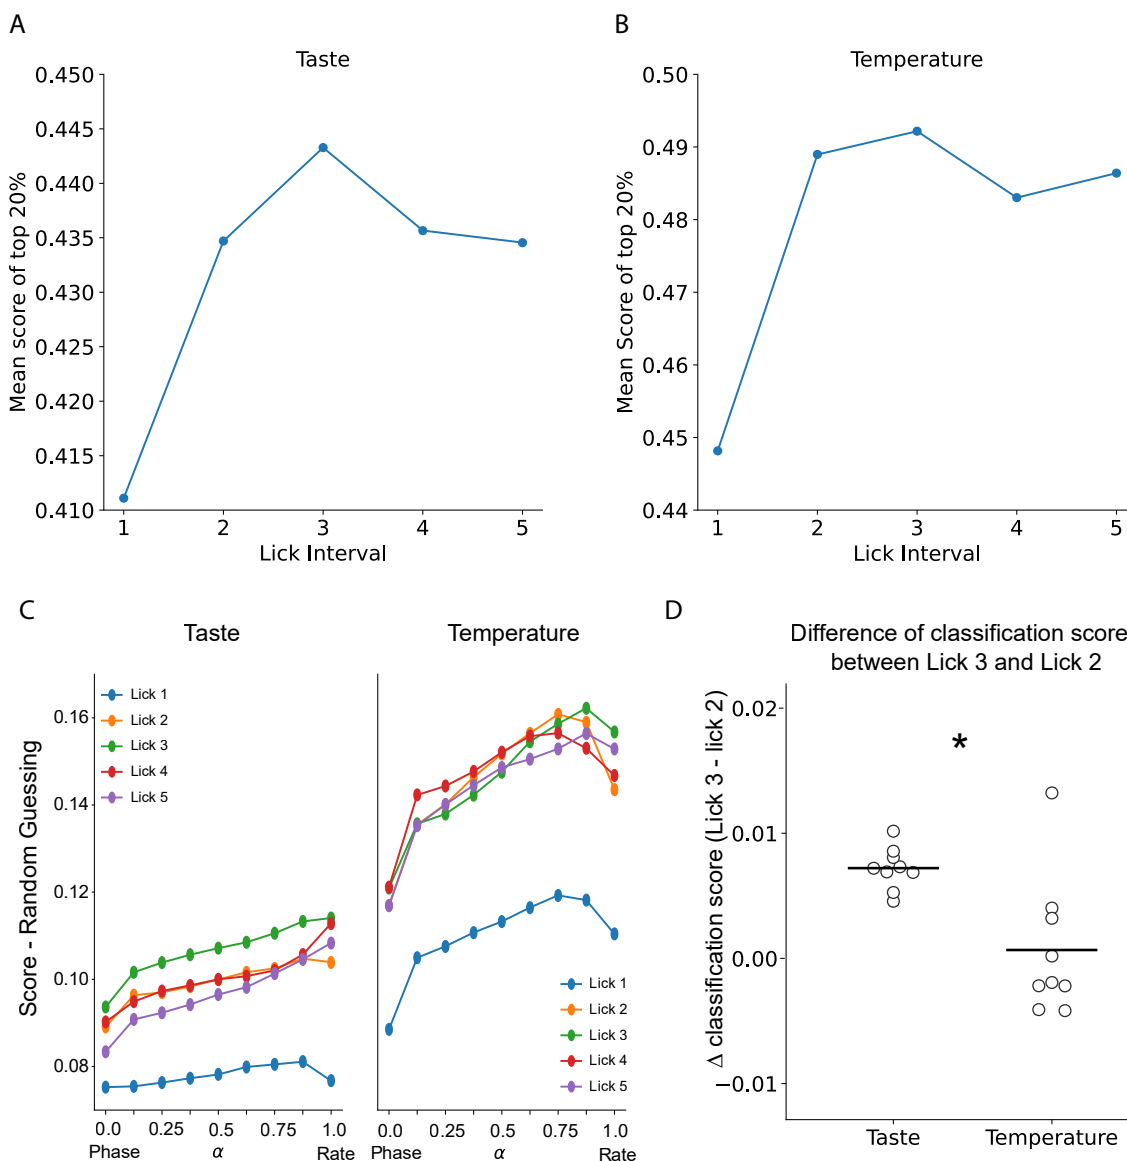 A
Taste
0.450
0.445
0.440
0.435
0.430
0.425
0.420
0.415
0.410
Mean score of top 20%
1 2 3 4 5
Lick Interval
B
Temperature
0.50
0.49
0.48
0.47
0.46
0.45
0.44
Mean Score of top 20%
1 2 3 4 5
Lick Interval
C
Taste
Score - Random Guessing
0.16
0.14
0.12
0.10
0.08
Lick 1
Lick 2
Lick 3
Lick 4
Lick 5
0.0 0.25 0.5 0.75 1.0
Phase α Rate
Temperature
Lick 1
Lick 2
Lick 3
Lick 4
Lick 5
0.0 0.25 0.5 0.75 1.0
Phase α Rate
D
Difference of classification score
between Lick 3 and Lick 2
Δ classification score (Lick 3 - lick 2)
0.02
0.01
0.00
−0.01
*
Taste Temperature